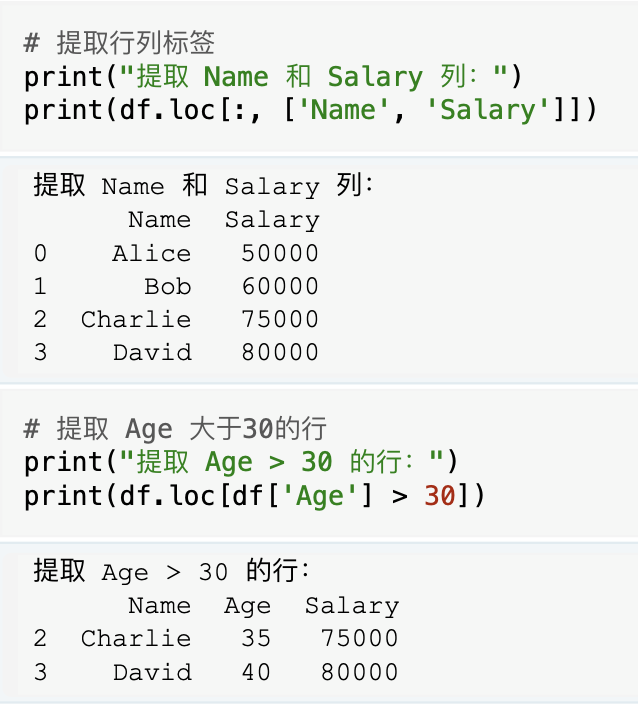 # 提取行列标签
print("提取 Name 和 Salary 列：")
print(df.loc[:, ['Name', 'Salary']])
提取 Name 和 Salary 列：
      Name  Salary
0    Alice   50000
1      Bob   60000
2  Charlie   75000
3    David   80000
# 提取 Age 大于30的行
print("提取 Age > 30 的行：")
print(df.loc[df['Age'] > 30])
提取 Age > 30 的行：
      Name  Age  Salary
2  Charlie   35   75000
3    David   40   80000